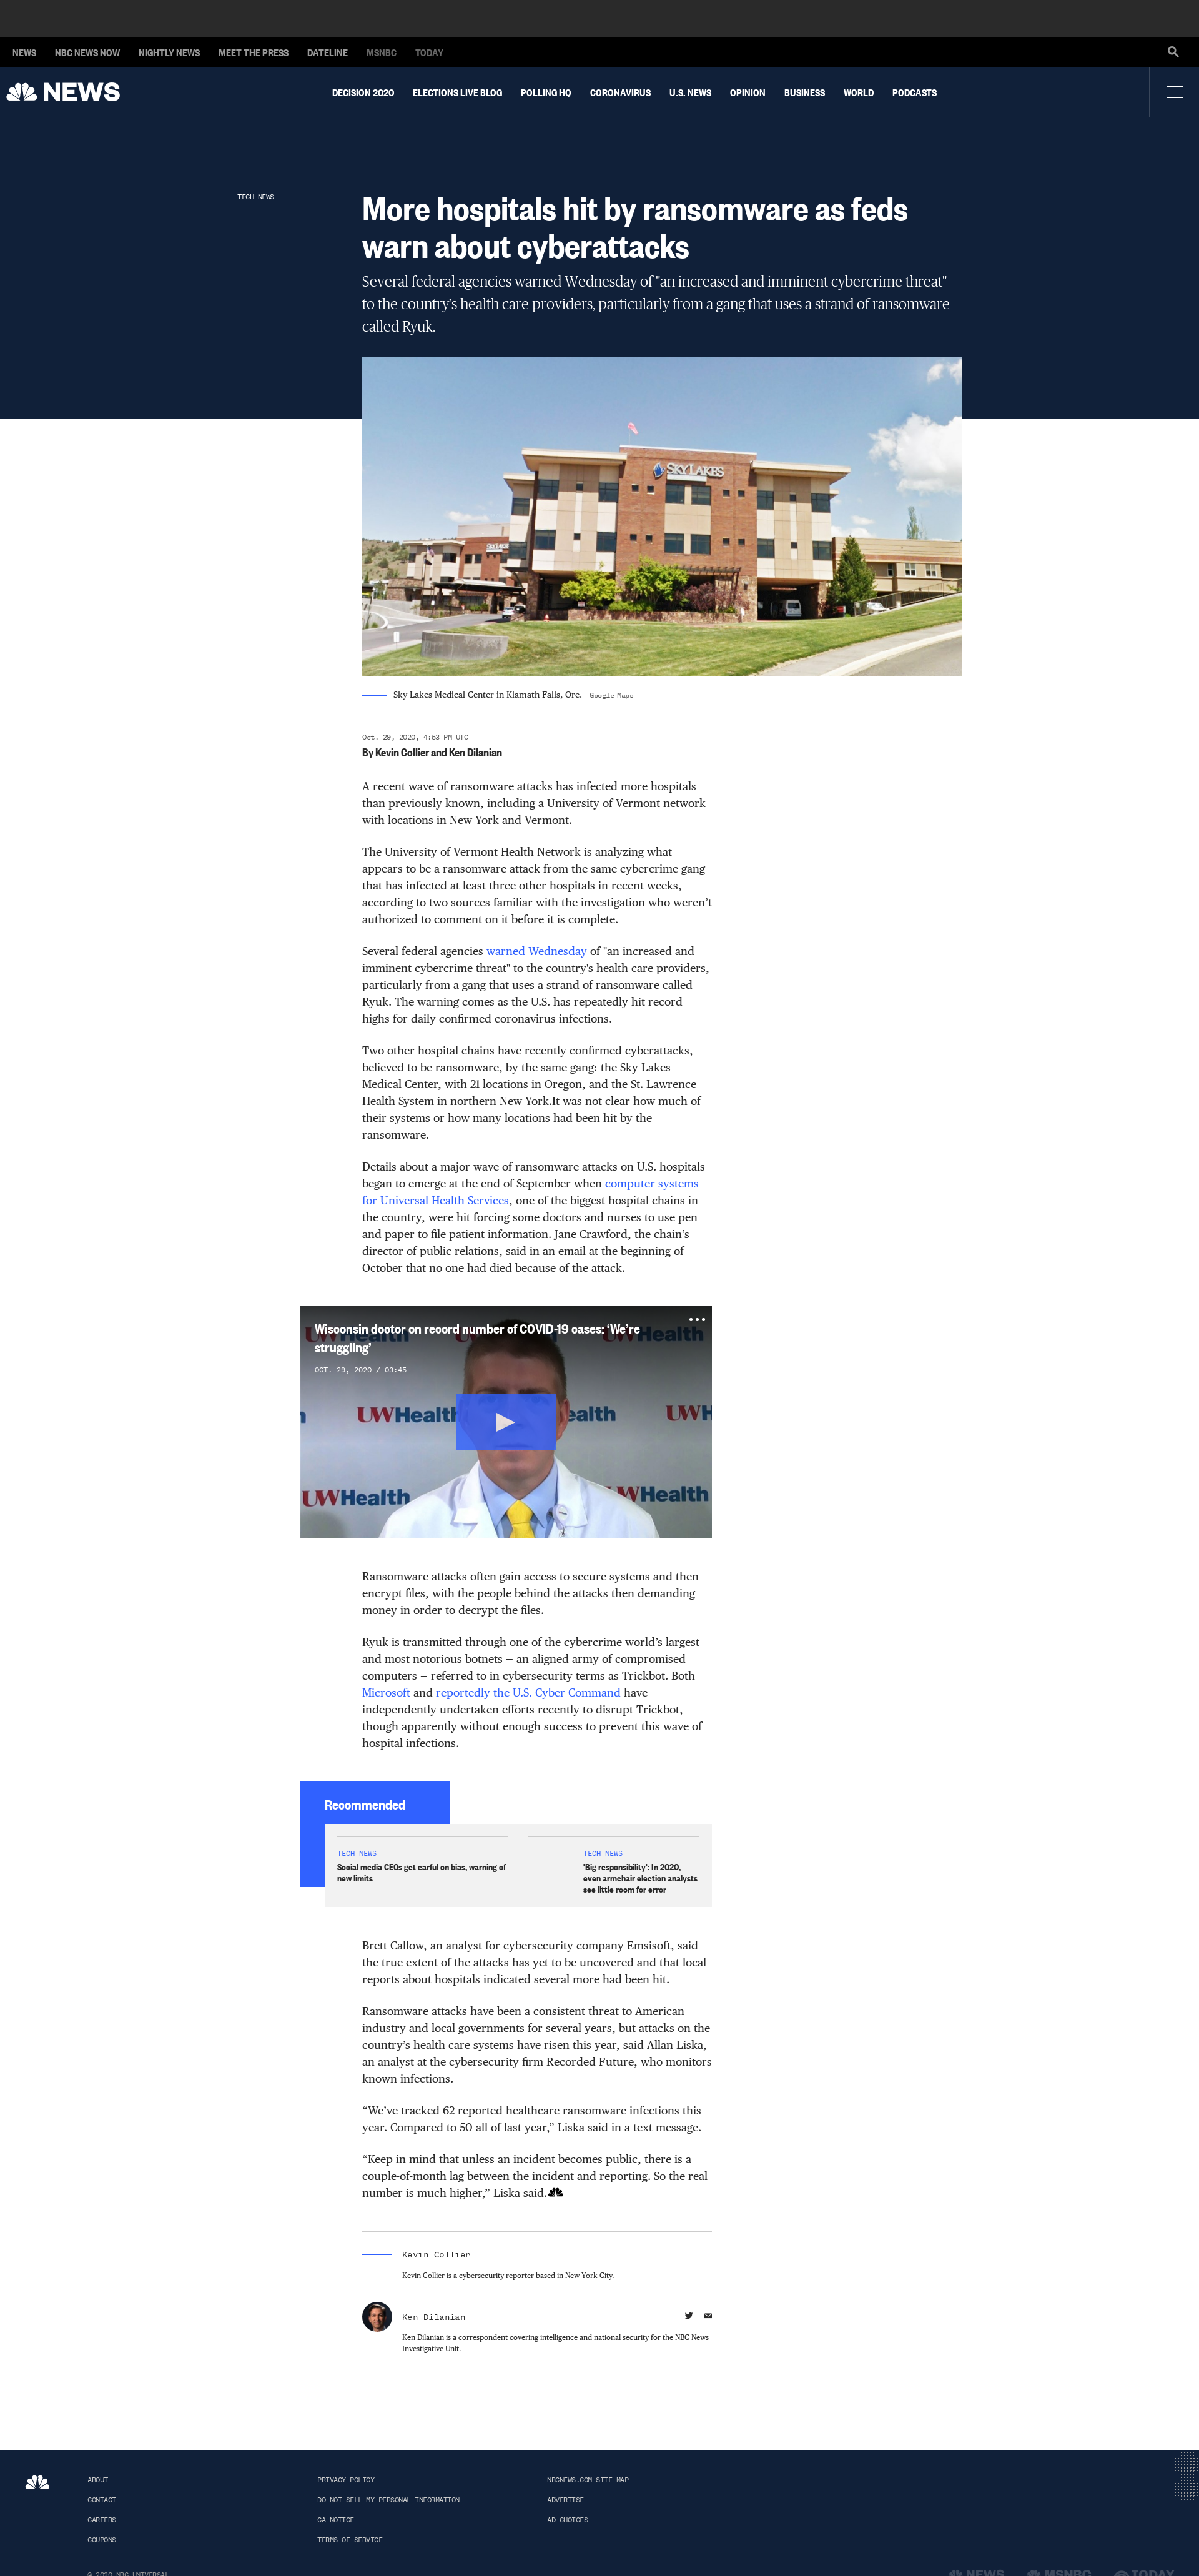 NEWS NBC NEWS NOW NIGHTLY NEWS MEET THE PRESS DATELINE MSNBC TODAY
NEWS
DECISION 2020 ELECTIONS LIVE BLOG POLLING HQ CORONAVIRUS U.S. NEWS OPINION BUSINESS WORLD PODCASTS
TECH NEWS
More hospitals hit by ransomware as feds
warn about cyberattacks
Several federal agencies warned Wednesday of "an increased and imminent cybercrime threat"
to the country's health care providers, particularly from a gang that uses a strand of ransomware
called Ryuk.
SKY LAKES
Sky Lakes Medical Center in Klamath Falls, Ore. Google Maps
Oct. 29, 2020, 4:53 PM UTC
By Kevin Collier and Ken Dilanian
A recent wave of ransomware attacks has infected more hospitals
than previously known, including a University of Vermont network
with locations in New York and Vermont.
The University of Vermont Health Network is analyzing what
appears to be a ransomware attack from the same cybercrime gang
that has infected at least three other hospitals in recent weeks,
according to two sources familiar with the investigation who weren’t
authorized to comment on it before it is complete.
Several federal agencies warned Wednesday of "an increased and
imminent cybercrime threat" to the country's health care providers,
particularly from a gang that uses a strand of ransomware called
Ryuk. The warning comes as the U.S. has repeatedly hit record
highs for daily confirmed coronavirus infections.
Two other hospital chains have recently confirmed cyberattacks,
believed to be ransomware, by the same gang: the Sky Lakes
Medical Center, with 21 locations in Oregon, and the St. Lawrence
Health System in northern New York.It was not clear how much of
their systems or how many locations had been hit by the
ransomware.
Details about a major wave of ransomware attacks on U.S. hospitals
began to emerge at the end of September when computer systems
for Universal Health Services, one of the biggest hospital chains in
the country, were hit forcing some doctors and nurses to use pen
and paper to file patient information. Jane Crawford, the chain’s
director of public relations, said in an email at the beginning of
October that no one had died because of the attack.
Wisconsin doctor on record number of COVID-19 cases: ‘We’re
struggling’
OCT. 29, 2020 / 03:45
UWHealth
UWHealth UWHealth
Ransomware attacks often gain access to secure systems and then
encrypt files, with the people behind the attacks then demanding
money in order to decrypt the files.
Ryuk is transmitted through one of the cybercrime world’s largest
and most notorious botnets — an aligned army of compromised
computers — referred to in cybersecurity terms as Trickbot. Both
Microsoft and reportedly the U.S. Cyber Command have
independently undertaken efforts recently to disrupt Trickbot,
though apparently without enough success to prevent this wave of
hospital infections.
Recommended
TECH NEWS
Social media CEOs get earful on bias, warning of
new limits
TECH NEWS
'Big responsibility': In 2020,
even armchair election analysts
see little room for error
Brett Callow, an analyst for cybersecurity company Emsisoft, said
the true extent of the attacks has yet to be uncovered and that local
reports about hospitals indicated several more had been hit.
Ransomware attacks have been a consistent threat to American
industry and local governments for several years, but attacks on the
country’s health care systems have risen this year, said Allan Liska,
an analyst at the cybersecurity firm Recorded Future, who monitors
known infections.
“We’ve tracked 62 reported healthcare ransomware infections this
year. Compared to 50 all of last year,” Liska said in a text message.
“Keep in mind that unless an incident becomes public, there is a
couple-of-month lag between the incident and reporting. So the real
number is much higher,” Liska said.
Kevin Collier
Kevin Collier is a cybersecurity reporter based in New York City.
Ken Dilanian
Ken Dilanian is a correspondent covering intelligence and national security for the NBC News
Investigative Unit.
ABOUT
CONTACT
CAREERS
COUPONS
PRIVACY POLICY
DO NOT SELL MY PERSONAL INFORMATION
CA NOTICE
TERMS OF SERVICE
NBCNEWS.COM SITE MAP
ADVERTISE
AD CHOICES
© 2020 NBC UNIVERSAL
NEWS MSNBC TODAY